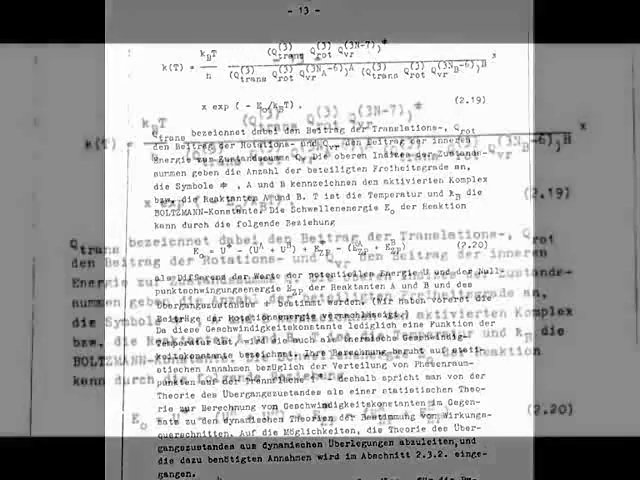 - 13 -
k(T) = k_B T / n (Q_trans^(3) Q_rot^(3) Q_vr^(3N-7))^≠ / (Q_trans^(3) Q_rot^(3) Q_vr^(3N_A-6))^A (Q_trans^(3) Q_rot^(3) Q_vr^(3N_B-6))^B x
x exp ( - E_o/k_B T). (2.19)
Q_trans bezeichnet dabei den Beitrag der Translations-, Q_rot
den Beitrag der Rotations- und Q_vr den Beitrag der inneren
Energie zur Zustandssumme Q. Die oberen Indizes der Zustands-
summen geben die Anzahl der beteiligten Freiheitsgrade an,
die Symbole ≠, A und B kennzeichnen den aktivierten Komplex
bzw. die Reaktanten A und B. T ist die Temperatur und k_B die
BOLTZMANN-Konstante. Die Schwellenenergie E_o der Reaktion
kann durch die folgende Beziehung
E_o = U^≠ - (U^A + U^B) + E_ZP^≠ - (E_ZP^A + E_ZP^B) (2.20)
als Differenz der Werte der potentiellen Energie U und der Null-
punktschwingungsenergie E_ZP der Reaktanten A und B und des
Übergangszustandes ≠ bestimmt werden. (Wir haben vorerst die
Beiträge der Rotationsenergie vernachlässigt.)
Da diese Geschwindigkeitskonstante lediglich eine Funktion der
Temperatur ist, wird sie auch als thermische Geschwindig-
keitskonstante bezeichnet. Ihre Berechnung beruht auf stati-
stischen Annahmen bezüglich der Verteilung von Phasenraum-
punkten auf der Trennfläche deshalb spricht man von der
Theorie des Übergangszustandes als einer statistischen Theo-
rie zur Berechnung von Geschwindigkeitskonstanten im Gegen-
satz zu den dynamischen Theorien der Bestimmung von Wirkungs-
querschnitten. Auf die Möglichkeiten, die Theorie des Über-
gangszustandes aus dynamischen Überlegungen abzuleiten, und
die dazu benötigten Annahmen wird im Abschnitt 2.3.2. einge-
gangen.